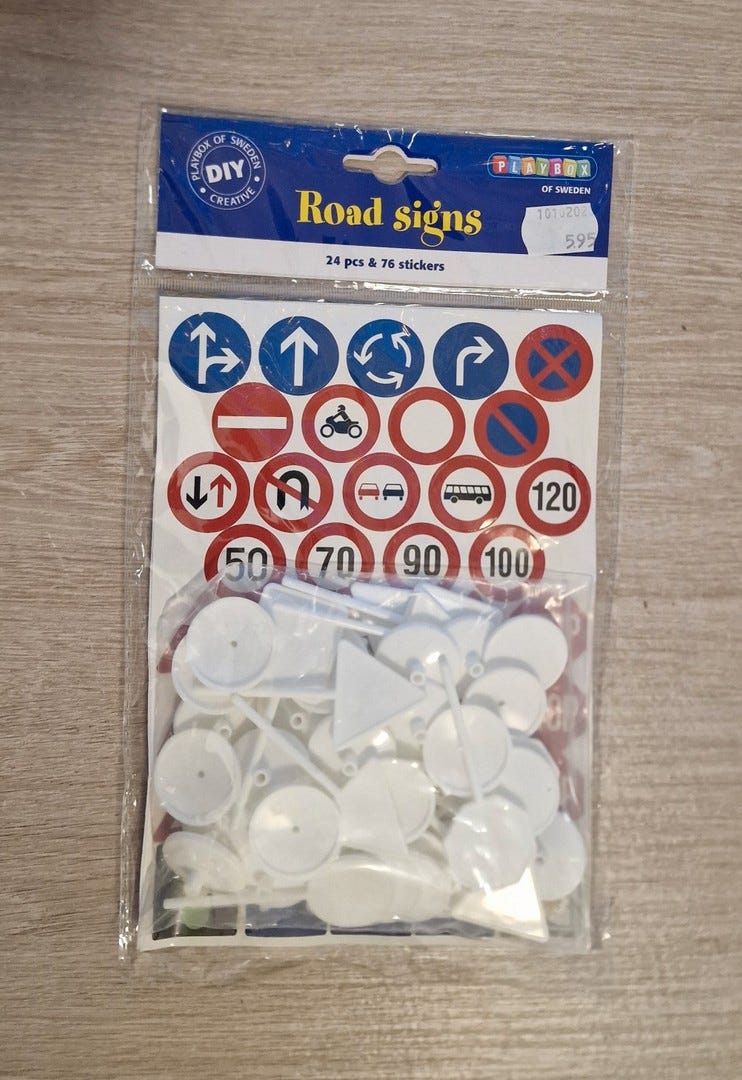 PLAYBOX OF SWEDEN
DIY
CREATIVE
PLAYBOX
OF SWEDEN
Road signs
595
24 pcs & 76 stickers
120
50
70
90
100